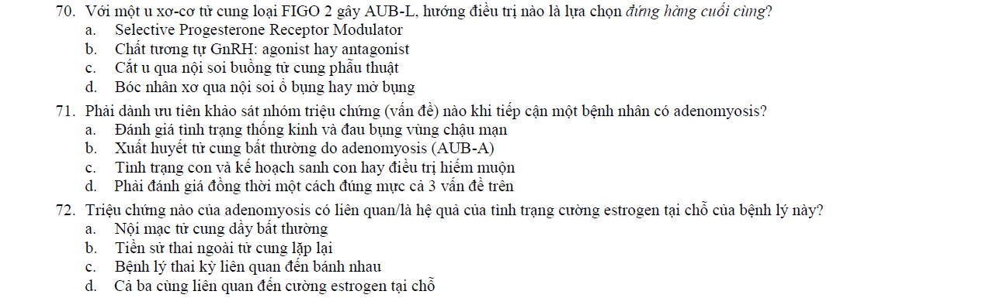 70. Với một u xơ-cơ tử cung loại FIGO 2 gây AUB-L, hướng điều trị nào là lựa chọn đứng hàng cuối cùng?
a. Selective Progesterone Receptor Modulator
b. Chất tương tự GnRH: agonist hay antagonist
c. Cắt u qua nội soi buồng tử cung phẫu thuật
d. Bóc nhân xơ qua nội soi ổ bụng hay mở bụng
71. Phải dành ưu tiên khảo sát nhóm triệu chứng (vấn đề) nào khi tiếp cận một bệnh nhân có adenomyosis?
a. Đánh giá tình trạng thống kinh và đau bụng vùng chậu mạn
b. Xuất huyết tử cung bất thường do adenomyosis (AUB-A)
c. Tình trạng con và kế hoạch sanh con hay điều trị hiếm muộn
d. Phải đánh giá đồng thời một cách đúng mực cả 3 vấn đề trên
72. Triệu chứng nào của adenomyosis có liên quan/là hệ quả của tình trạng cường estrogen tại chỗ của bệnh lý này?
a. Nội mạc tử cung dầy bất thường
b. Tiền sử thai ngoài tử cung lặp lại
c. Bệnh lý thai kỳ liên quan đến bánh nhau
d. Cả ba cùng liên quan đến cường estrogen tại chỗ